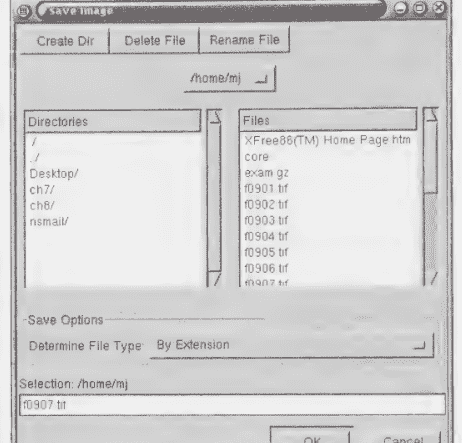 save image
Create Dir Delete File Rename File
/home/mj
Directories
/
../
Desktop/
ch7/
ch8/
nsmail/
Files
XFree86(TM) Home Page htm
core
exam gz
f0901 tif
f0902 tif
f0903 tif
f0904 tif
f0905 tif
f0906 tif
f0907 tif
Save Options
Determine File Type: By Extension
Selection: /home/mj
f0907 tif
OK Cancel